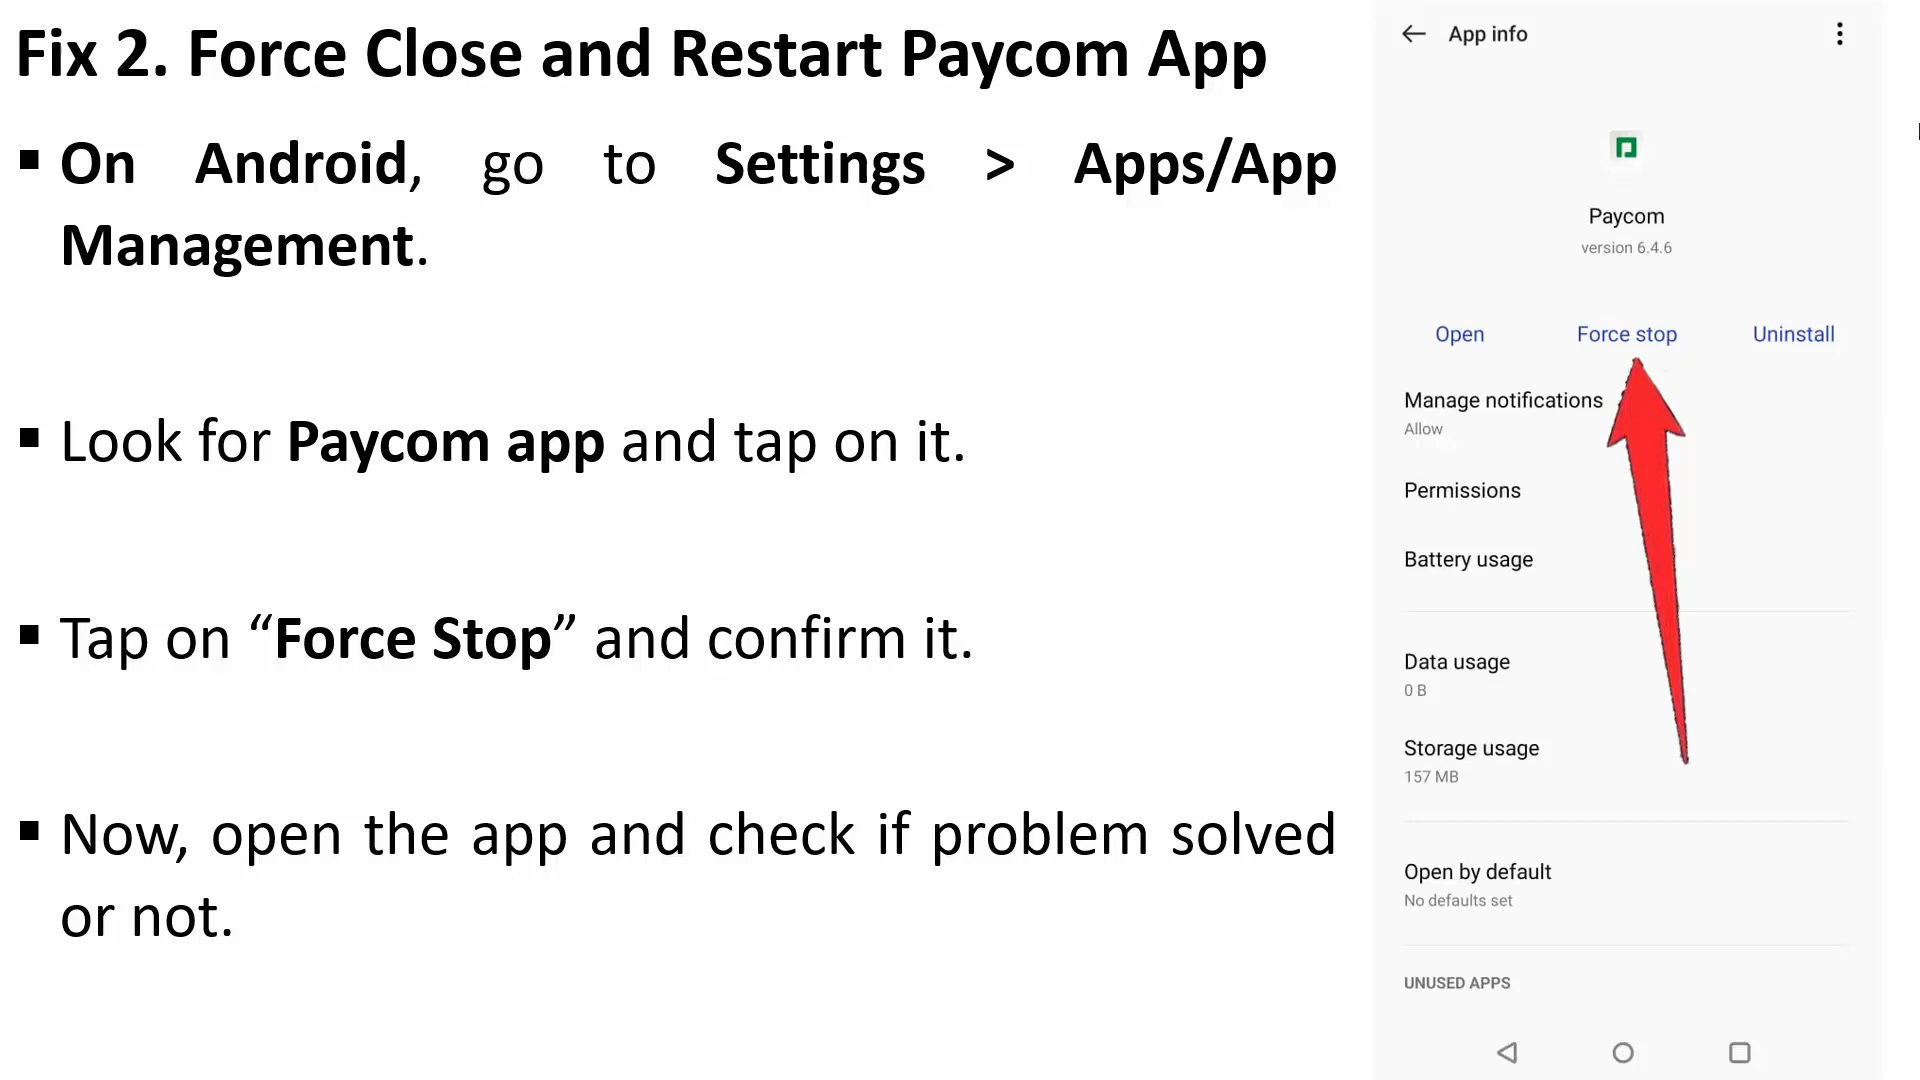 Fix 2. Force Close and Restart Paycom App
▪ On Android, go to Settings > Apps/App
Management.
▪ Look for Paycom app and tap on it.
▪ Tap on “Force Stop” and confirm it.
▪ Now, open the app and check if problem solved
or not.
App info
Paycom
version 6.4.6
Open Force stop Uninstall
Manage notifications
Allow
Permissions
Battery usage
Data usage
0 B
Storage usage
157 MB
Open by default
No defaults set
UNUSED APPS